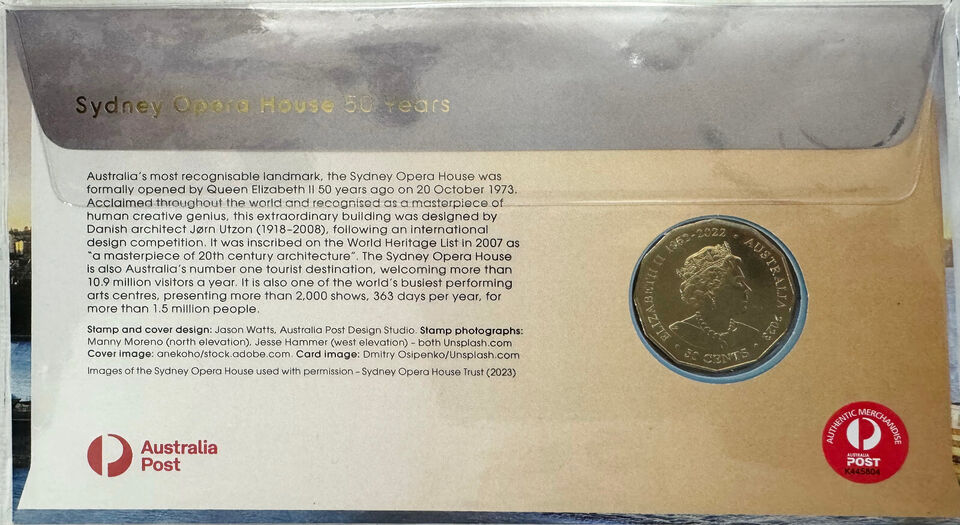 Sydney Opera House 50 Years
Australia's most recognisable landmark, the Sydney Opera House was
formally opened by Queen Elizabeth II 50 years ago on 20 October 1973.
Acclaimed throughout the world and recognised as a masterpiece of
human creative genius, this extraordinary building was designed by
Danish architect Jørn Utzon (1918–2008), following an international
design competition. It was inscribed on the World Heritage List in 2007 as
"a masterpiece of 20th century architecture". The Sydney Opera House
is also Australia's number one tourist destination, welcoming more than
10.9 million visitors a year. It is also one of the world's busiest performing
arts centres, presenting more than 2,000 shows, 363 days per year, for
more than 1.5 million people.
Stamp and cover design: Jason Watts, Australia Post Design Studio. Stamp photographs:
Manny Moreno (north elevation), Jesse Hammer (west elevation) – both Unsplash.com
Cover image: anekoho/stock.adobe.com. Card image: Dmitry Osipenko/Unsplash.com
Images of the Sydney Opera House used with permission – Sydney Opera House Trust (2023)
ELIZABETH II 1952–2022 • AUSTRALIA 2023 •
50 CENTS
Australia
Post
AUTHENTIC MERCHANDISE
AUSTRALIA
POST
K445804